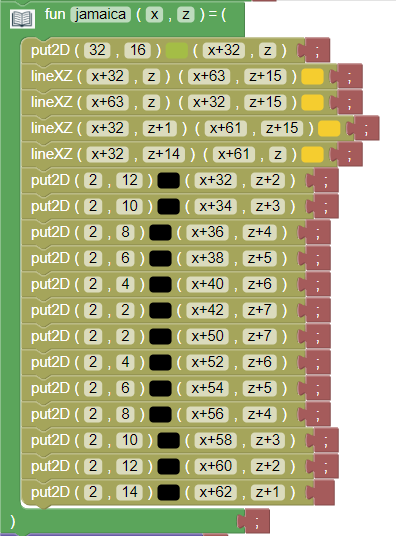 fun jamaica ( x , z ) = (
put2D ( 32 , 16 ) ( x+32 , z ) ;
lineXZ ( x+32 , z ) ( x+63 , z+15 ) ;
lineXZ ( x+63 , z ) ( x+32 , z+15 ) ;
lineXZ ( x+32 , z+1 ) ( x+61 , z+15 ) ;
lineXZ ( x+32 , z+14 ) ( x+61 , z ) ;
put2D ( 2 , 12 ) ( x+32 , z+2 ) ;
put2D ( 2 , 10 ) ( x+34 , z+3 ) ;
put2D ( 2 , 8 ) ( x+36 , z+4 ) ;
put2D ( 2 , 6 ) ( x+38 , z+5 ) ;
put2D ( 2 , 4 ) ( x+40 , z+6 ) ;
put2D ( 2 , 2 ) ( x+42 , z+7 ) ;
put2D ( 2 , 2 ) ( x+50 , z+7 ) ;
put2D ( 2 , 4 ) ( x+52 , z+6 ) ;
put2D ( 2 , 6 ) ( x+54 , z+5 ) ;
put2D ( 2 , 8 ) ( x+56 , z+4 ) ;
put2D ( 2 , 10 ) ( x+58 , z+3 ) ;
put2D ( 2 , 12 ) ( x+60 , z+2 ) ;
put2D ( 2 , 14 ) ( x+62 , z+1 ) ;
) ;